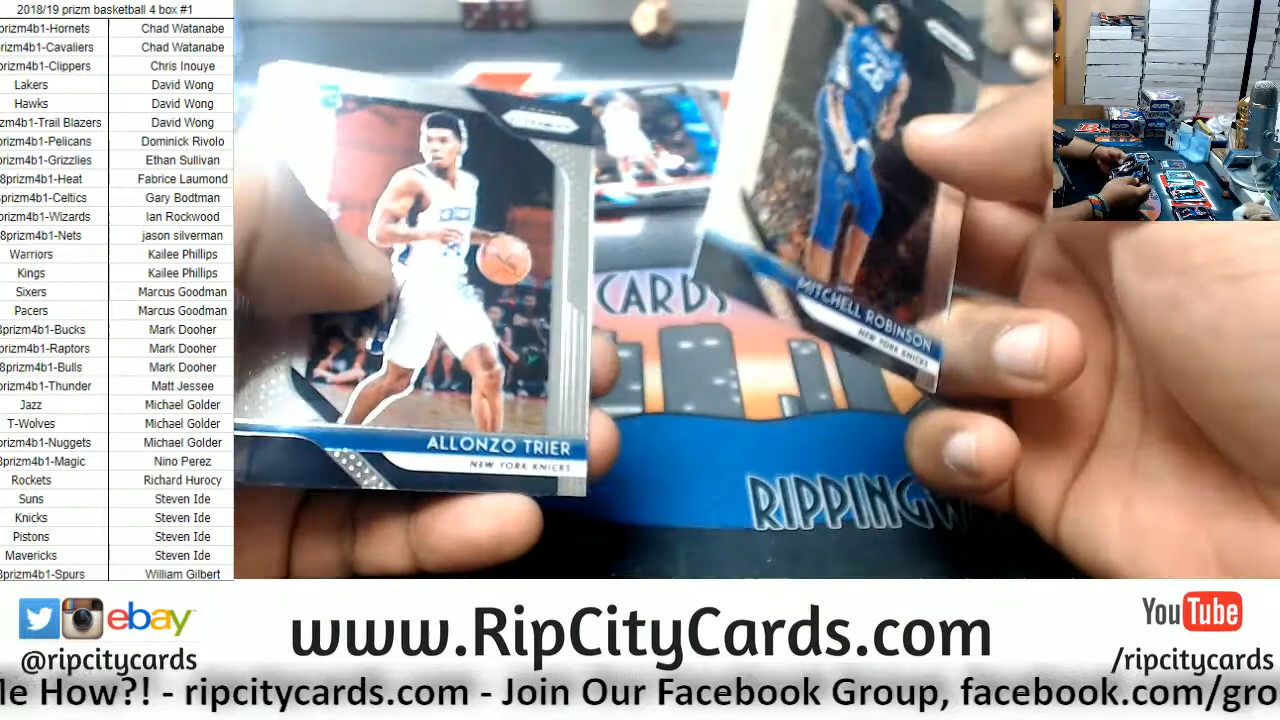 2018/19 prizm basketball 4 box #1
prizm4b1-Hornets Chad Watanabe
rizm4b1-Cavaliers Chad Watanabe
prizm4b1-Clippers Chris Inouye
Lakers David Wong
Hawks David Wong
zm4b1-Trail Blazers David Wong
prizm4b1-Pelicans Dominick Rivolo
prizm4b1-Grizzlies Ethan Sullivan
8prizm4b1-Heat Fabrice Laumond
prizm4b1-Celtics Gary Bodtman
prizm4b1-Wizards Ian Rockwood
8prizm4b1-Nets jason silverman
Warriors Kailee Phillips
Kings Kailee Phillips
Sixers Marcus Goodman
Pacers Marcus Goodman
8prizm4b1-Bucks Mark Dooher
prizm4b1-Raptors Mark Dooher
8prizm4b1-Bulls Mark Dooher
prizm4b1-Thunder Matt Jessee
Jazz Michael Golder
T-Wolves Michael Golder
prizm4b1-Nuggets Michael Golder
8prizm4b1-Magic Nino Perez
Rockets Richard Hurocy
Suns Steven Ide
Knicks Steven Ide
Pistons Steven Ide
Mavericks Steven Ide
8prizm4b1-Spurs William Gilbert
ALLONZO TRIER
NEW YORK KNICKS
MITCHELL ROBINSON
NEW YORK KNICKS
CARDS
RIPPING
ebay
@ripcitycards
www.RipCityCards.com
YouTube
/ripcitycards
Me How?! - ripcitycards.com - Join Our Facebook Group, facebook.com/gro